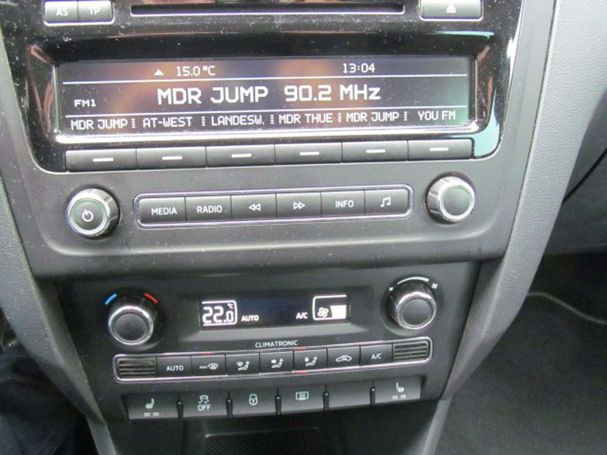 AS TP
15.0°C 13:04
FM1 MDR JUMP 90.2 MHz
MDR JUMP AT-WEST LANDESW. MDR THUE MDR JUMP YOU FM
MEDIA RADIO INFO
22.0°C AUTO A/C
CLIMATRONIC
AUTO MAX A/C
OFF